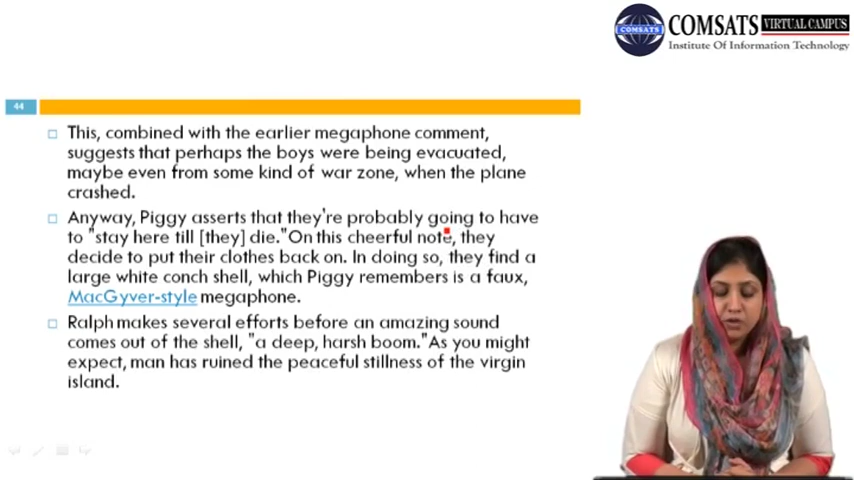 COMSATS
COMSATS VIRTUAL CAMPUS
Institute Of Information Technology
44
This, combined with the earlier megaphone comment,
suggests that perhaps the boys were being evacuated,
maybe even from some kind of war zone, when the plane
crashed.
Anyway, Piggy asserts that they're probably going to have
to "stay here till [they] die."On this cheerful note, they
decide to put their clothes back on. In doing so, they find a
large white conch shell, which Piggy remembers is a faux,
MacGyver-style megaphone.
Ralph makes several efforts before an amazing sound
comes out of the shell, "a deep, harsh boom."As you might
expect, man has ruined the peaceful stillness of the virgin
island.